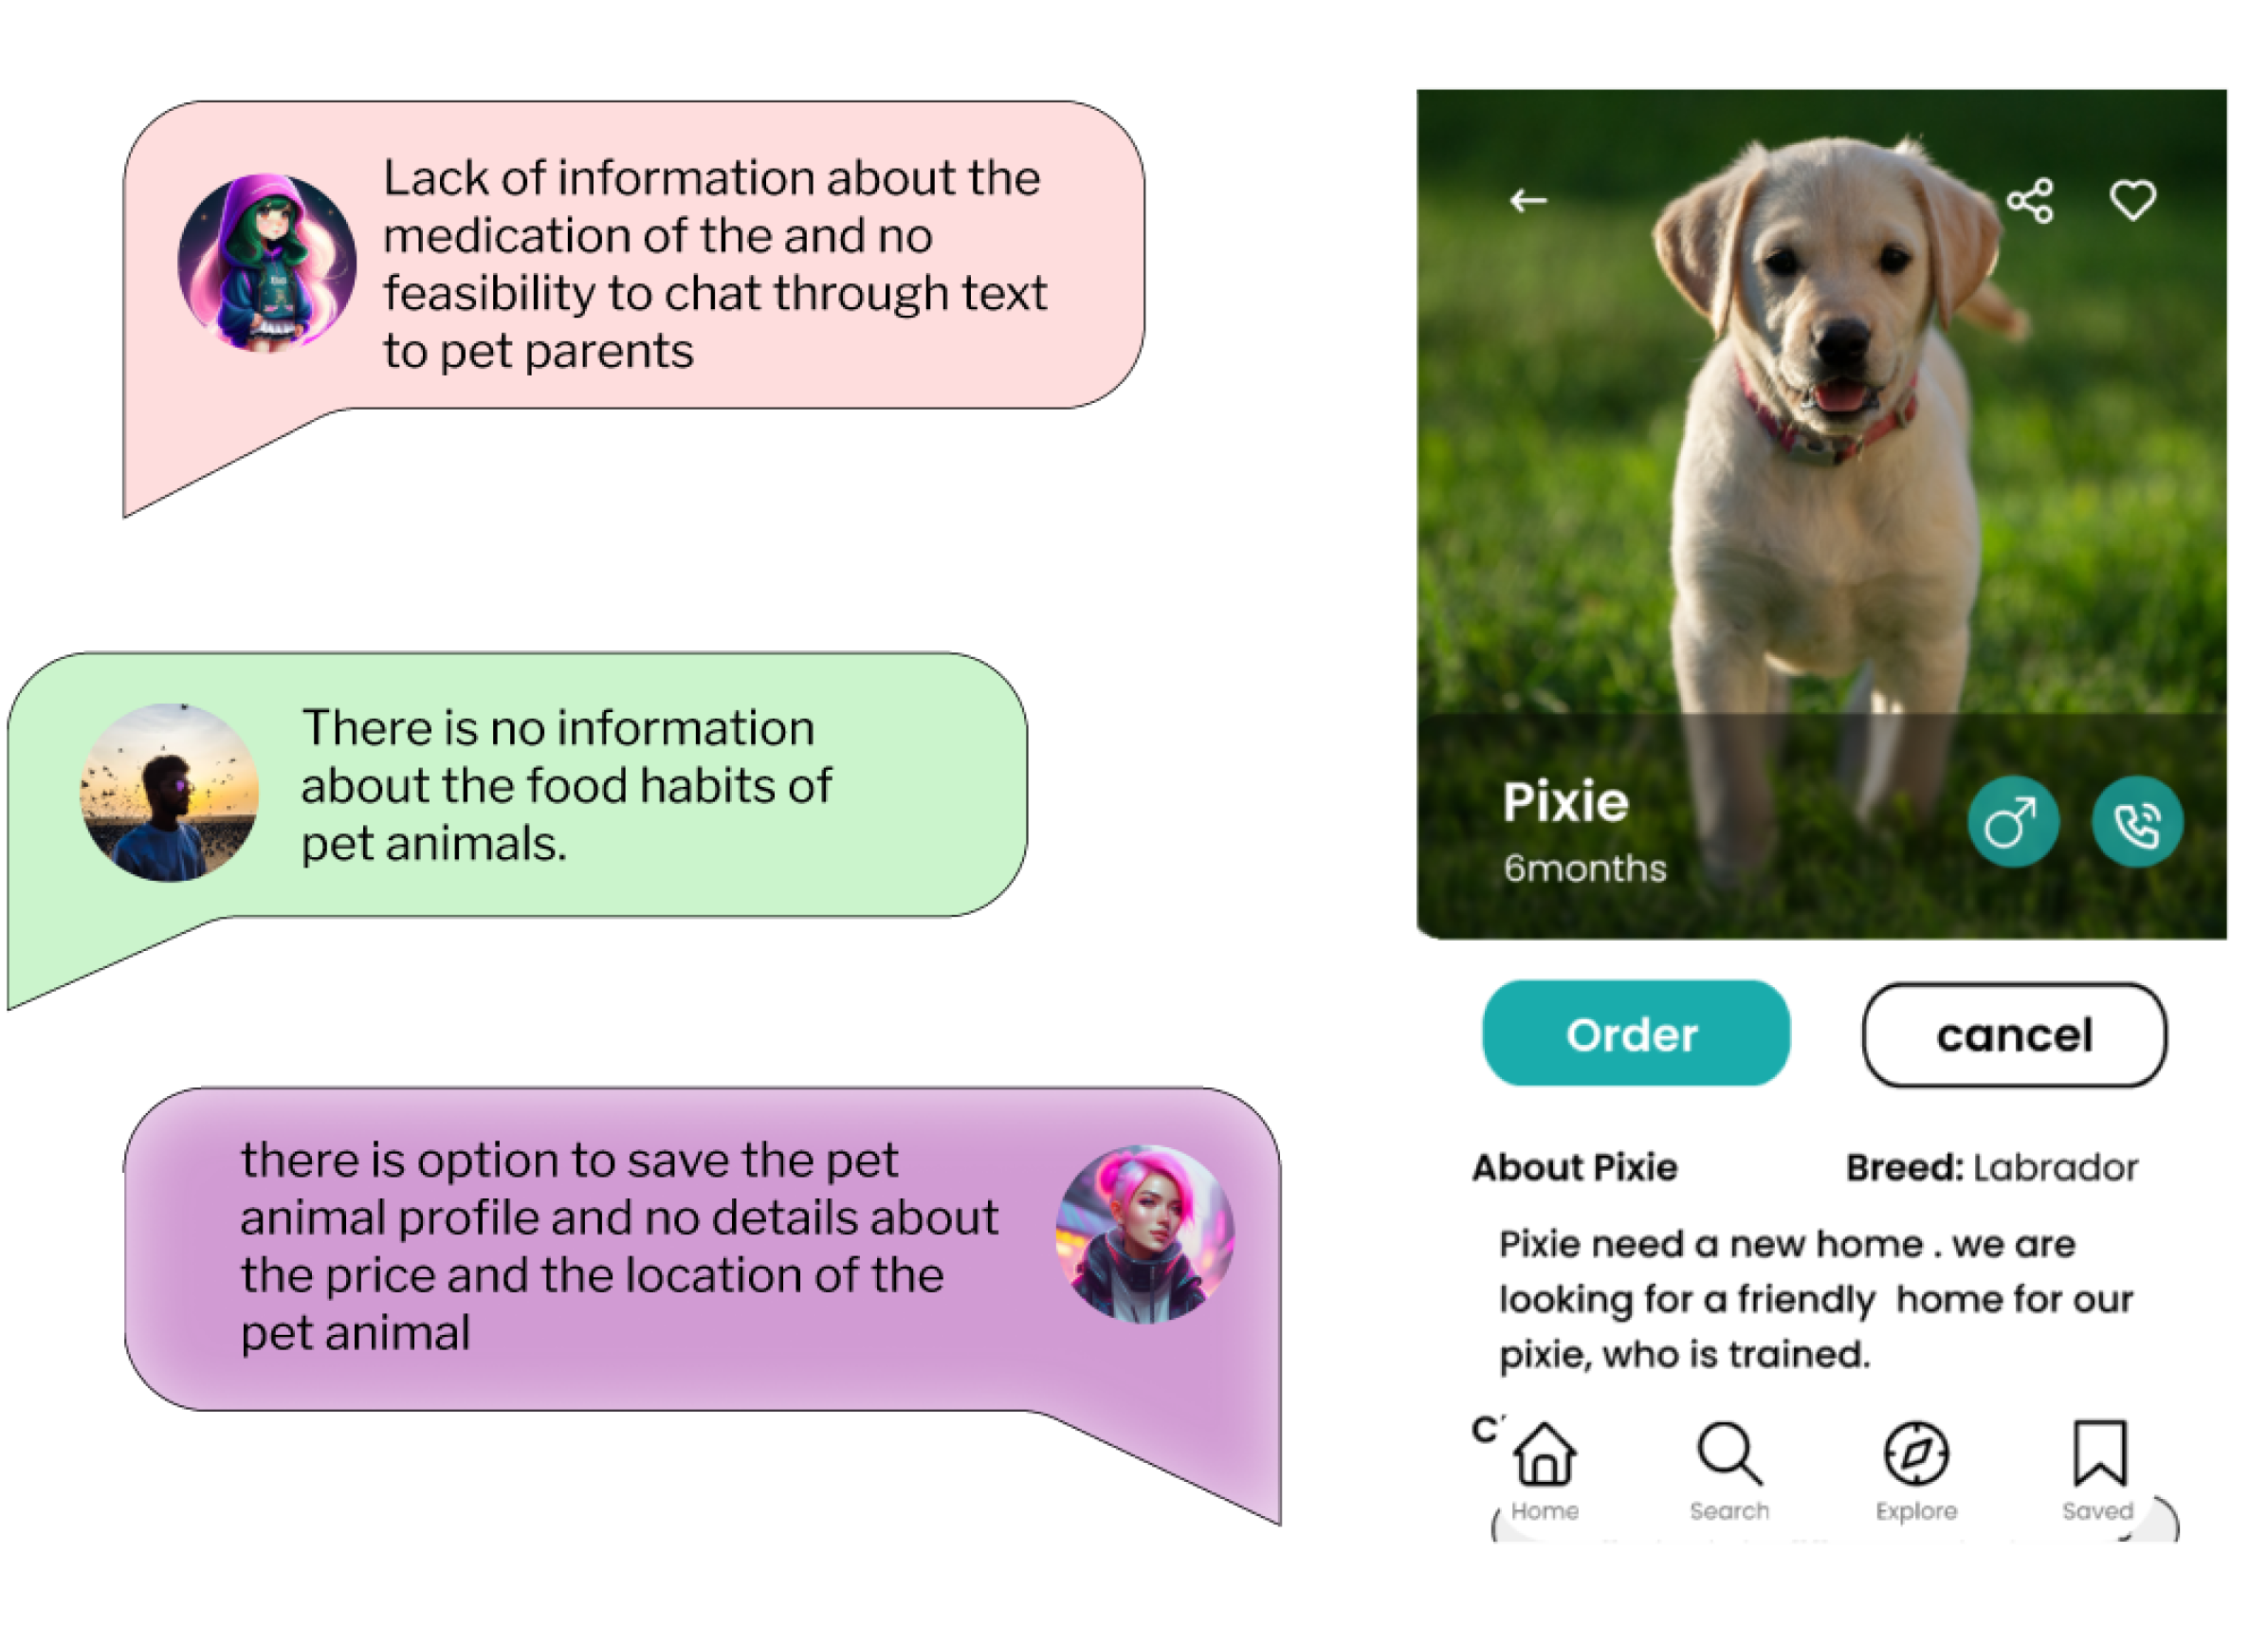 Lack of information about the
medication of the and no
feasibility to chat through text
to pet parents
There is no information
about the food habits of
pet animals.
there is option to save the pet
animal profile and no details about
the price and the location of the
pet animal
Pixie
6months
Order
cancel
About Pixie
Breed: Labrador
Pixie need a new home . we are
looking for a friendly  home for our
pixie, who is trained.
Home
Search
Explore
Saved